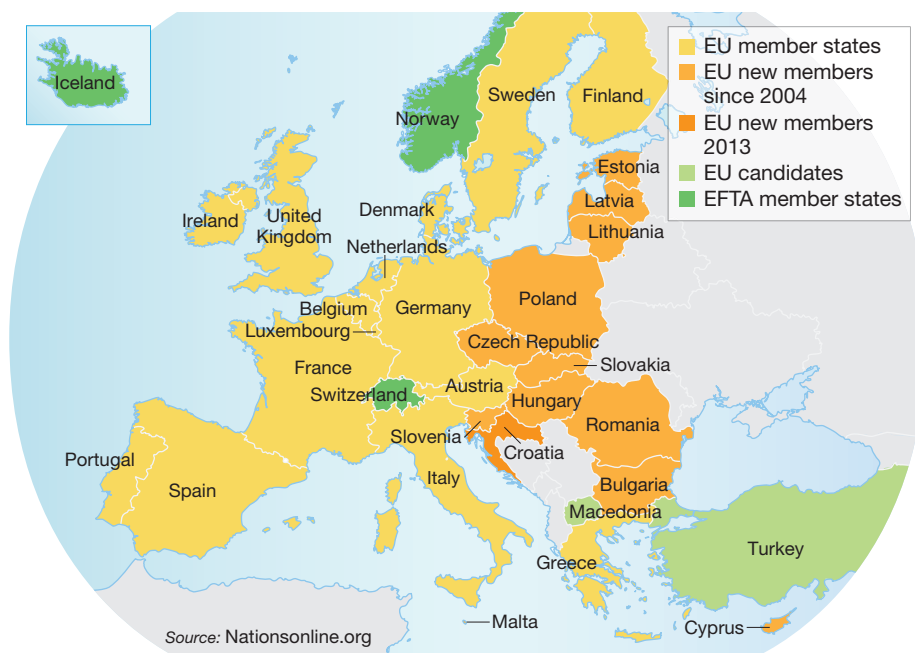 Iceland
EU member states
EU new members
since 2004
EU new members
2013
EU candidates
EFTA member states
Sweden
Finland
Norway
Estonia
Latvia
Lithuania
Denmark
Ireland
United
Kingdom
Netherlands
Belgium
Luxembourg
Germany
Poland
Czech Republic
Slovakia
France
Switzerland
Austria
Hungary
Romania
Slovenia
Croatia
Portugal
Spain
Italy
Bulgaria
Macedonia
Greece
Turkey
Malta
Cyprus
Source: Nationsonline.org